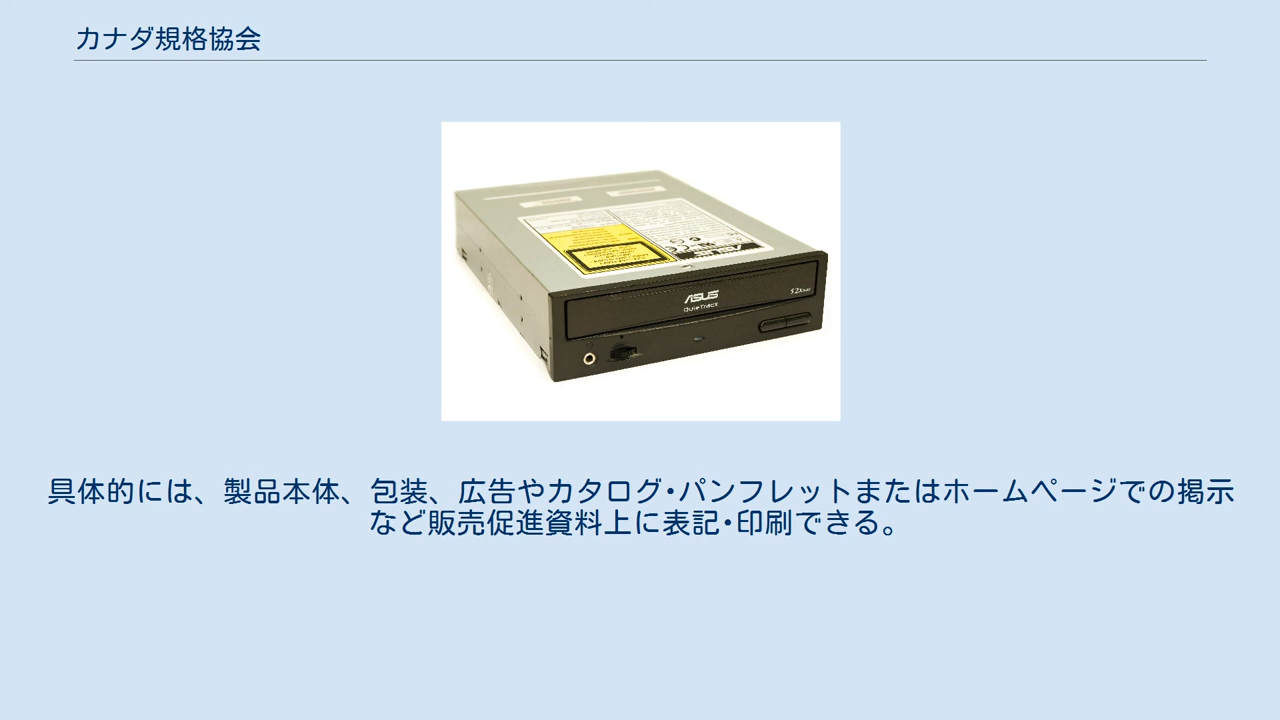 カナダ規格協会
ASUS
QuieTrack
52xmax
具体的には、製品本体、包装、広告やカタログ･パンフレットまたはホームページでの掲示
など販売促進資料上に表記･印刷できる。